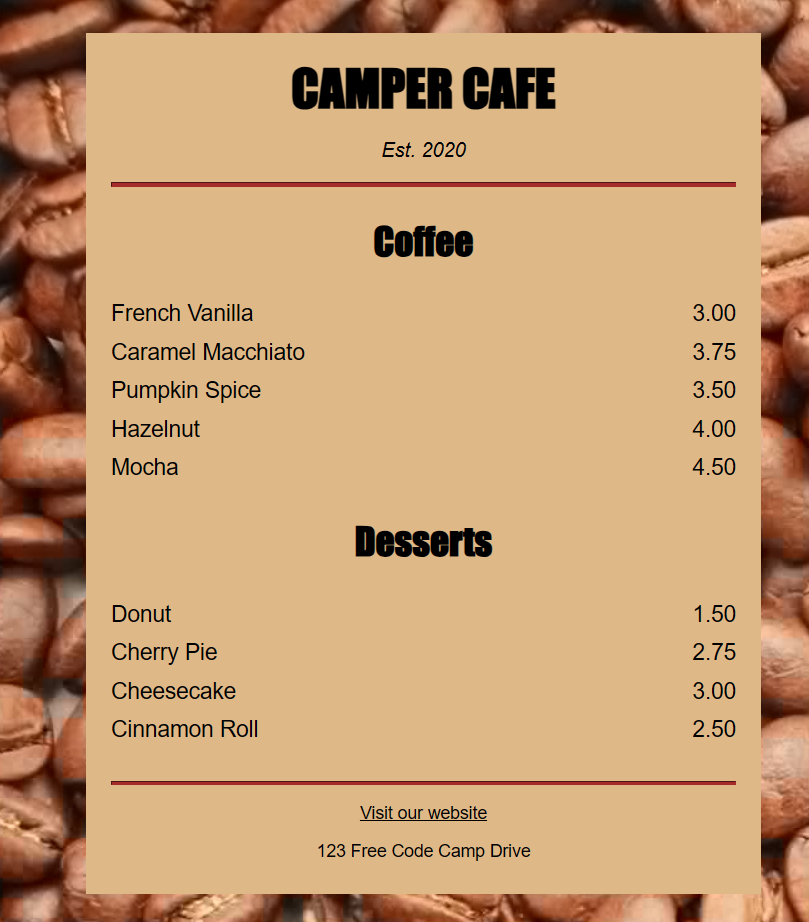 CAMPER CAFE
Est. 2020
Coffee
French Vanilla 3.00
Caramel Macchiato 3.75
Pumpkin Spice 3.50
Hazelnut 4.00
Mocha 4.50
Desserts
Donut 1.50
Cherry Pie 2.75
Cheesecake 3.00
Cinnamon Roll 2.50
Visit our website
123 Free Code Camp Drive